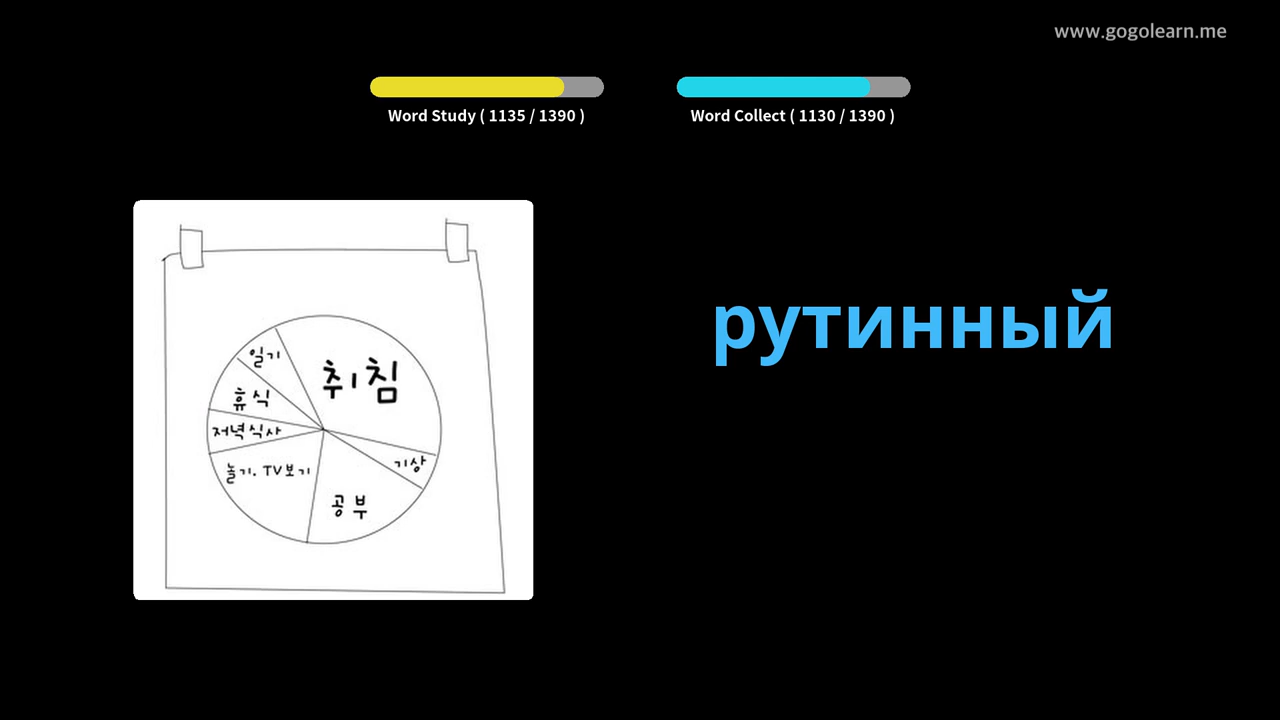 www.gogolearn.me
Word Study ( 1135 / 1390 )
Word Collect ( 1130 / 1390 )
рутинный
일기
취침
휴식
저녁식사
기상
놀기. TV보기
공부